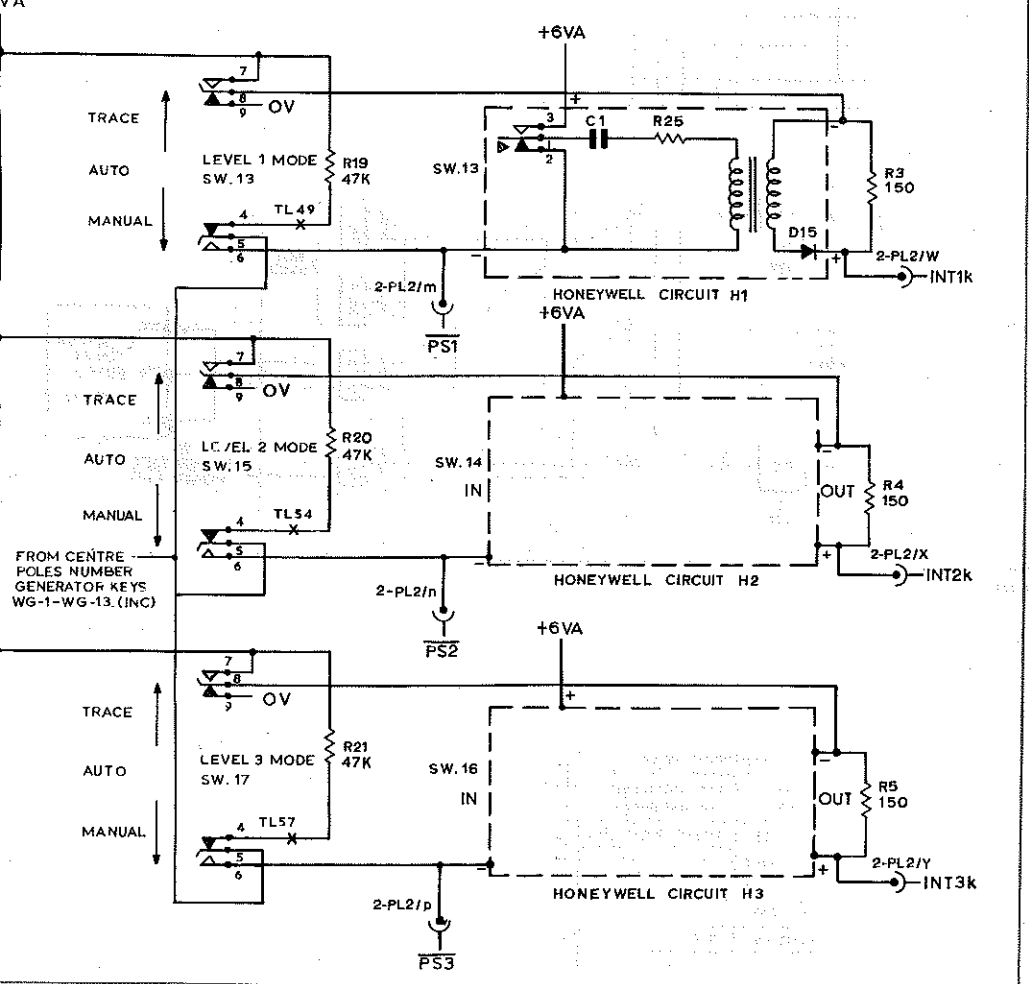 VA
+6VA
7
8
9
OV
TRACE
AUTO
MANUAL
LEVEL 1 MODE
SW.13
R19
47K
TL49
4
5
6
+
3
1
2
C1
R25
SW.13
D15
-
+
-
R3
150
2-PL2/W
INT1k
HONEYWELL CIRCUIT H1
2-PL2/m
PS1
+6VA
7
8
9
OV
TRACE
AUTO
MANUAL
LC/EL 2 MODE
SW.15
R20
47K
TL54
4
5
6
SW.14
IN
OUT
-
+
-
R4
150
2-PL2/X
INT2k
HONEYWELL CIRCUIT H2
FROM CENTRE
POLES NUMBER
GENERATOR KEYS
WG-1-WG-13.(INC)
2-PL2/n
PS2
+6VA
+
7
8
9
OV
TRACE
AUTO
MANUAL
LEVEL 3 MODE
SW.17
R21
47K
TL57
4
5
6
SW.16
IN
OUT
-
+
-
R5
150
2-PL2/Y
INT3k
HONEYWELL CIRCUIT H3
2-PL2/p
PS3